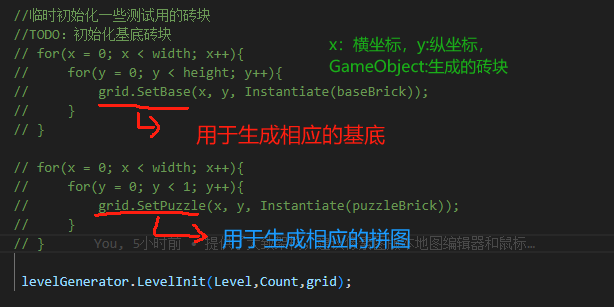 //临时初始化一些测试用的砖块
//TODO：初始化基底砖块
// for(x = 0; x < width; x++){
x：横坐标，y:纵坐标，
//     for(y = 0; y < height; y++){
GameObject:生成的砖块
//         grid.SetBase(x, y, Instantiate(baseBrick));
//     }
// }
用于生成相应的基底
// for(x = 0; x < width; x++){
//     for(y = 0; y < 1; y++){
//         grid.SetPuzzle(x, y, Instantiate(puzzleBrick));
//     }
用于生成相应的拼图
// }
You, 5小时前 • 提供 地图编辑器和鼠标…
levelGenerator.LevelInit(Level,Count,grid);